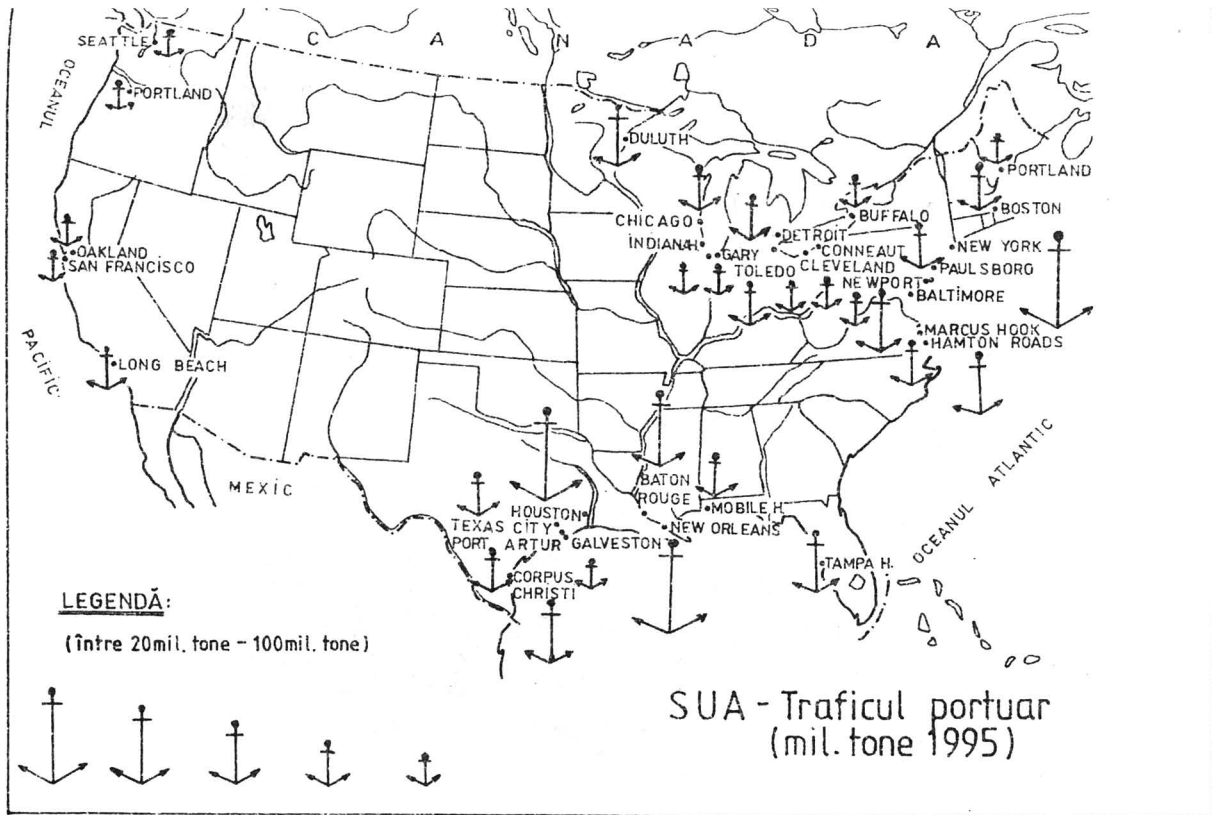 C A N A D A
SEATTLE
OCEANUL
PORTLAND
DULUTH
PORTLAND
CHICAGO
BUFFALO
BOSTON
INDIANA H.
DETROIT
OAKLAND
GARY
CONNEAUT
NEW YORK
SAN FRANCISCO
TOLEDO
CLEVELAND
PAULSBORO
NEWPORT
BALTIMORE
PACIFIC
MARCUS HOOK
LONG BEACH
HAMTON ROADS
MEXIC
BATON
ROUGE
MOBILE H.
OCEANUL ATLANTIC
HOUSTON
TEXAS CITY
NEW ORLEANS
PORT ARTUR
GALVESTON
TAMPA H.
CORPUS
CHRISTI
LEGENDĂ:
(între 20mil. tone - 100mil. tone)
SUA - Traficul portuar
(mil. tone 1995)